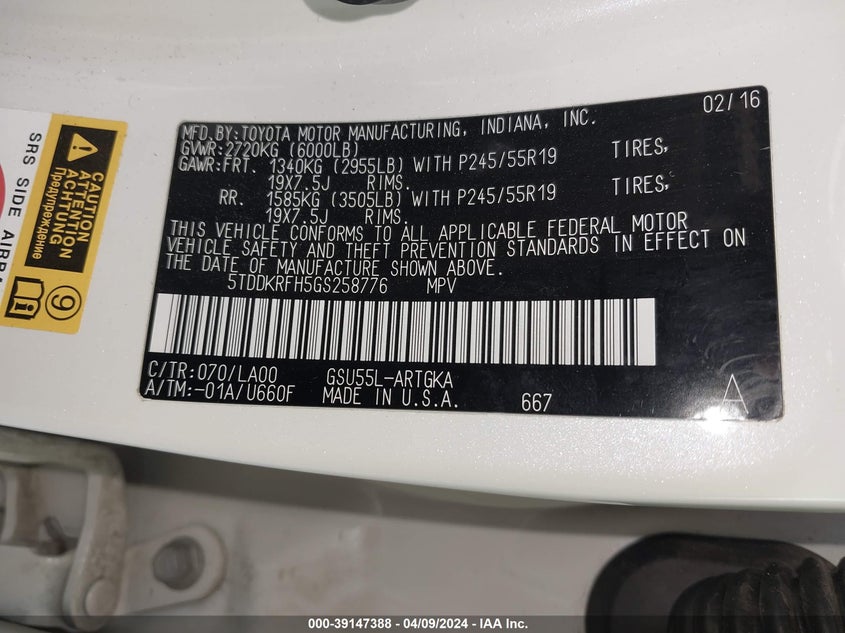 02/16
MFD.BY:TOYOTA MOTOR MANUFACTURING, INDIANA, INC.
GVWR:2720KG (6000LB)
GAWR:FRT. 1340KG (2955LB) WITH P245/55R19 TIRES,
19X7.5J RIMS.
RR. 1585KG (3505LB) WITH P245/55R19 TIRES,
19X7.5J RIMS.
THIS VEHICLE CONFORMS TO ALL APPLICABLE FEDERAL MOTOR
VEHICLE SAFETY AND THEFT PREVENTION STANDARDS IN EFFECT ON
THE DATE OF MANUFACTURE SHOWN ABOVE.
5TDDKRFH5GS258776 MPV
C/TR:070/LA00 GSU55L-ARTGKA
A/TM:-01A/U660F MADE IN U.S.A. 667 A
SRS SIDE
CAUTION
ATTENTION
ACHTUNG
Предупреждение
9
000-39147388 - 04/09/2024 - IAA Inc.